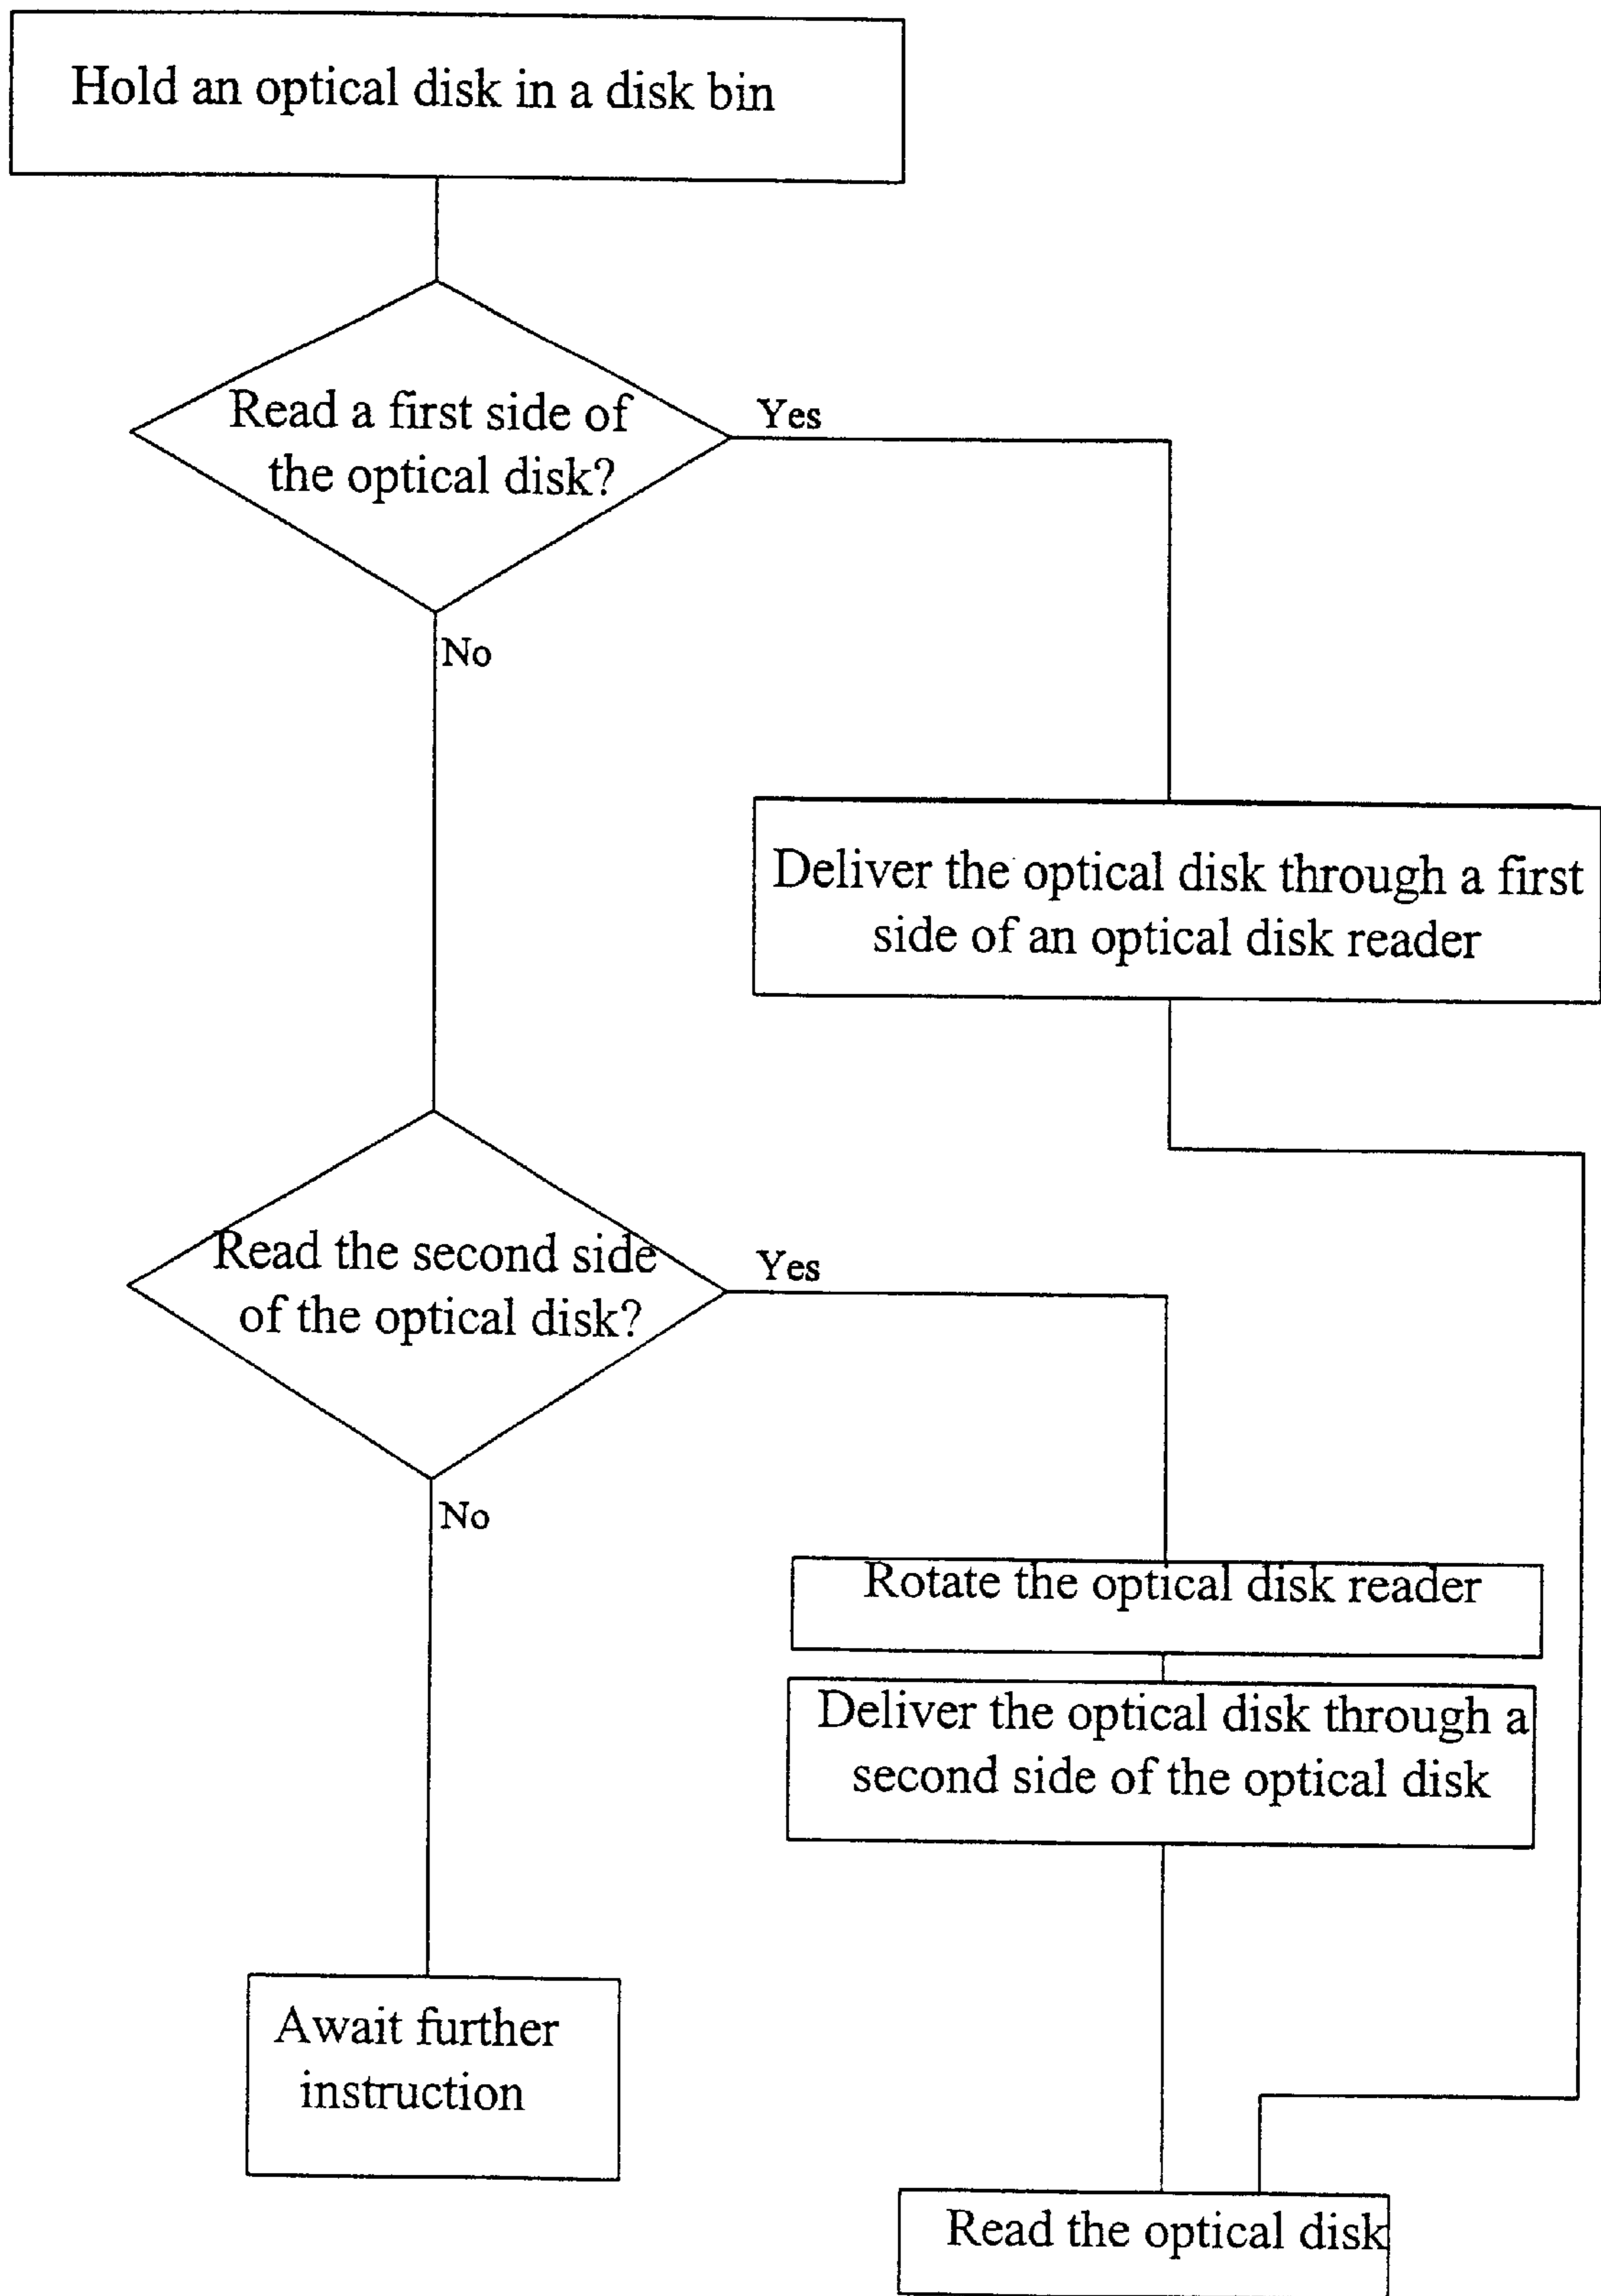 Hold an optical disk in a disk bin
Read a first side of
the optical disk?
Yes
No
Deliver the optical disk through a first
side of an optical disk reader
Read the second side
of the optical disk?
Yes
No
Rotate the optical disk reader
Deliver the optical disk through a
second side of the optical disk
Await further
instruction
Read the optical disk